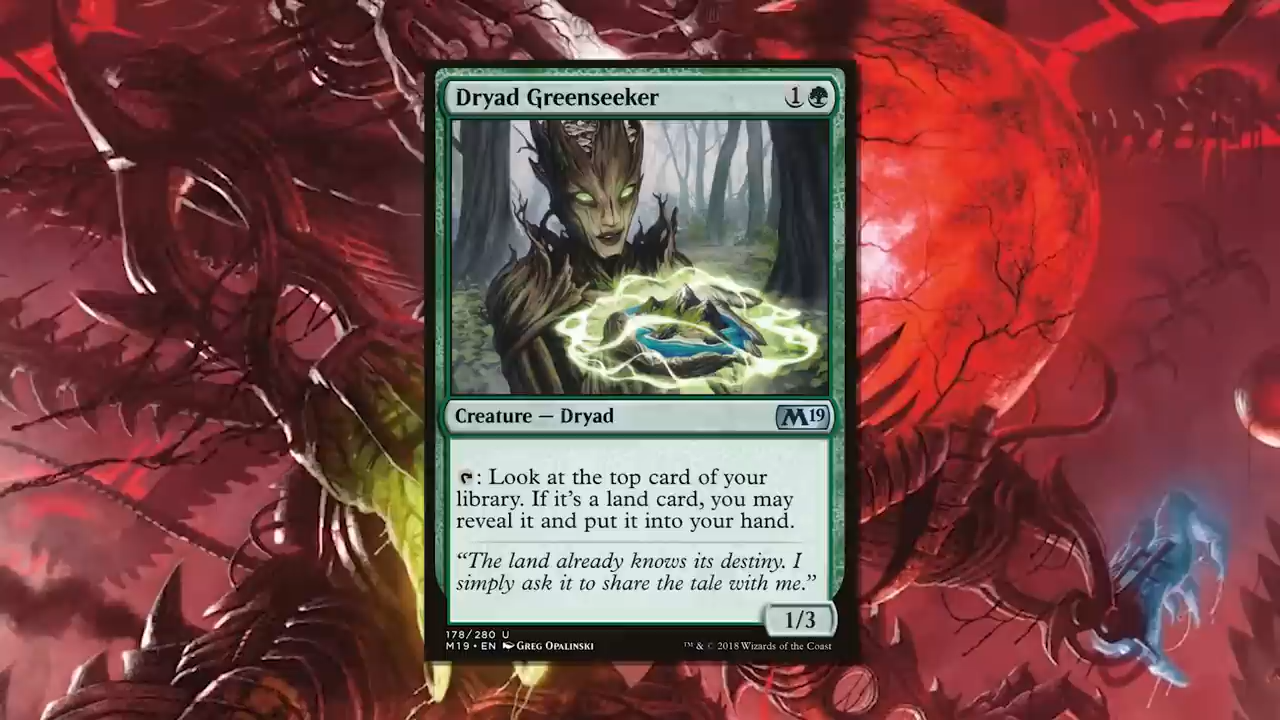 Dryad Greenseeker 1
Creature — Dryad M19
: Look at the top card of your
library. If it's a land card, you may
reveal it and put it into your hand.
“The land already knows its destiny. I
simply ask it to share the tale with me.”
1/3
178/280 U
M19 • EN GREG OPALINSKI ™ & © 2018 Wizards of the Coast